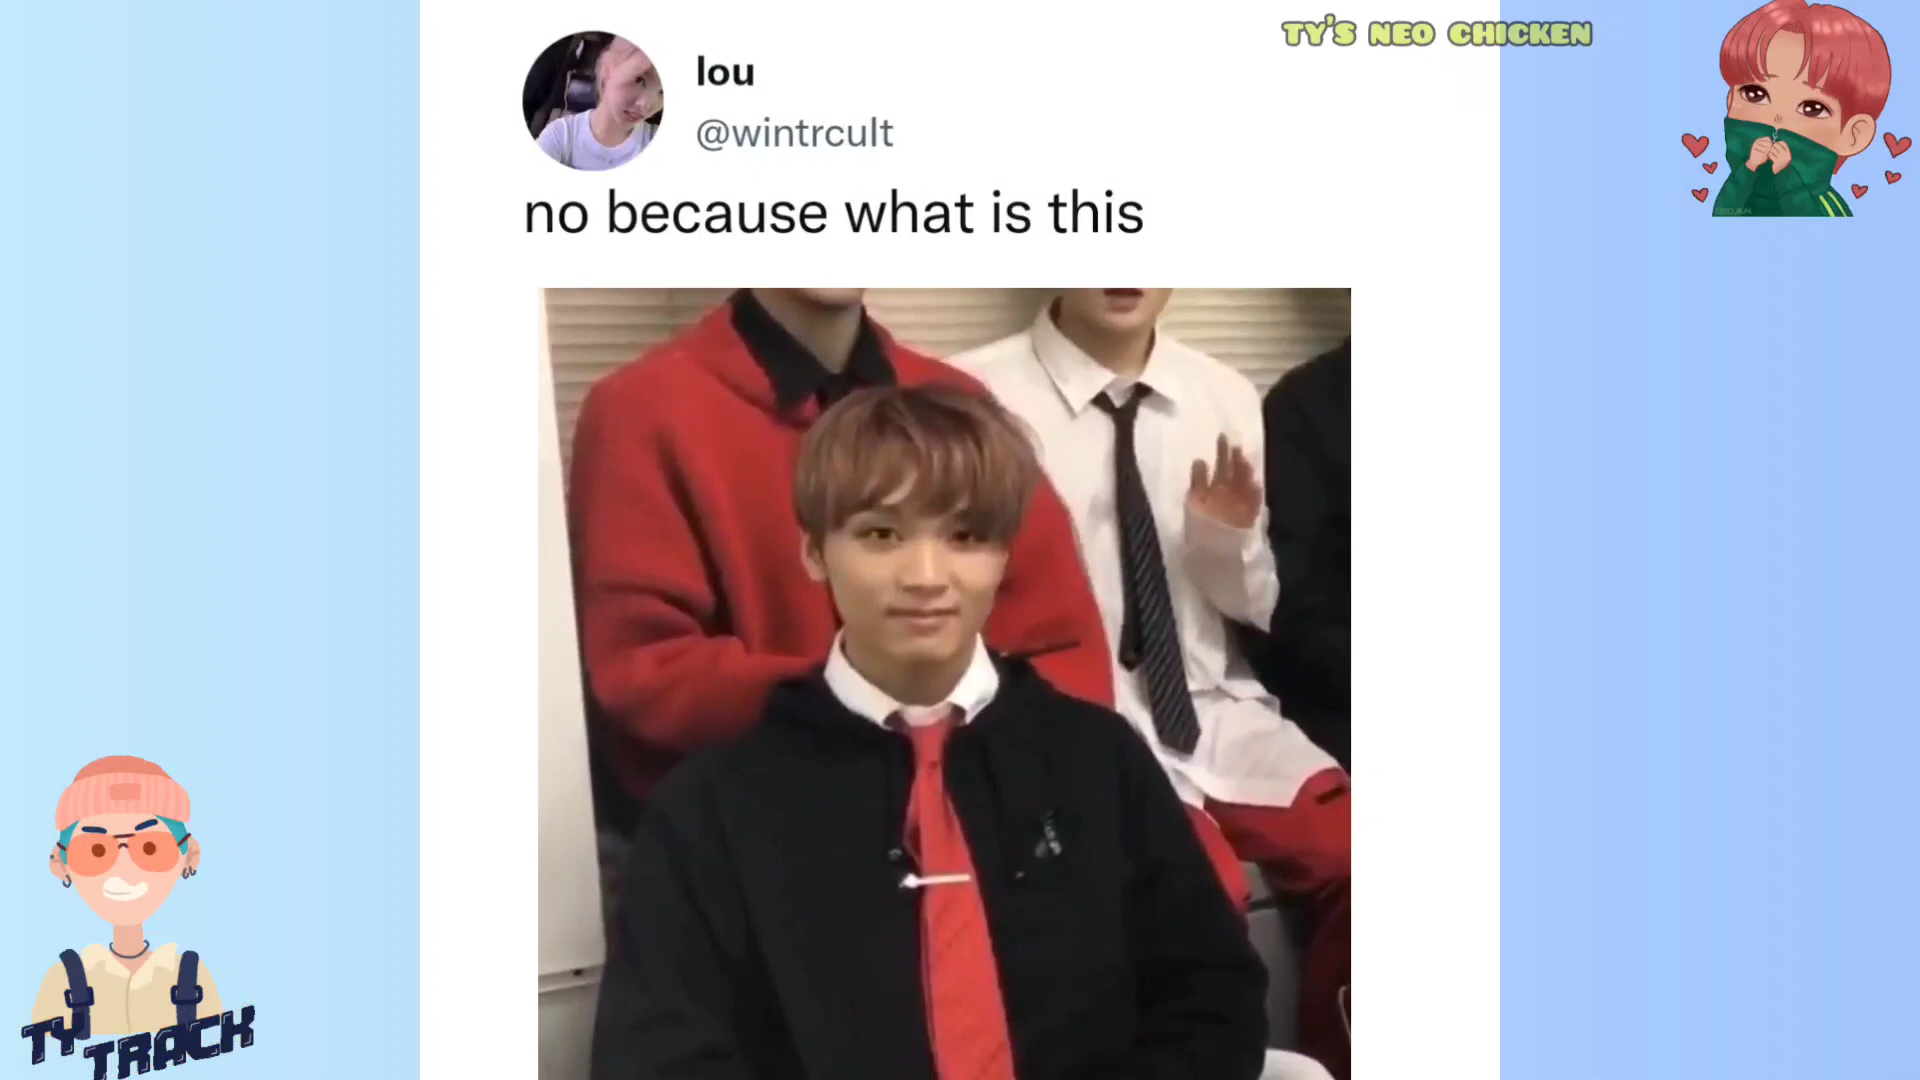 TY'S NEO CHICKEN
lou
@wintrcult
no because what is this
TY
TRACK